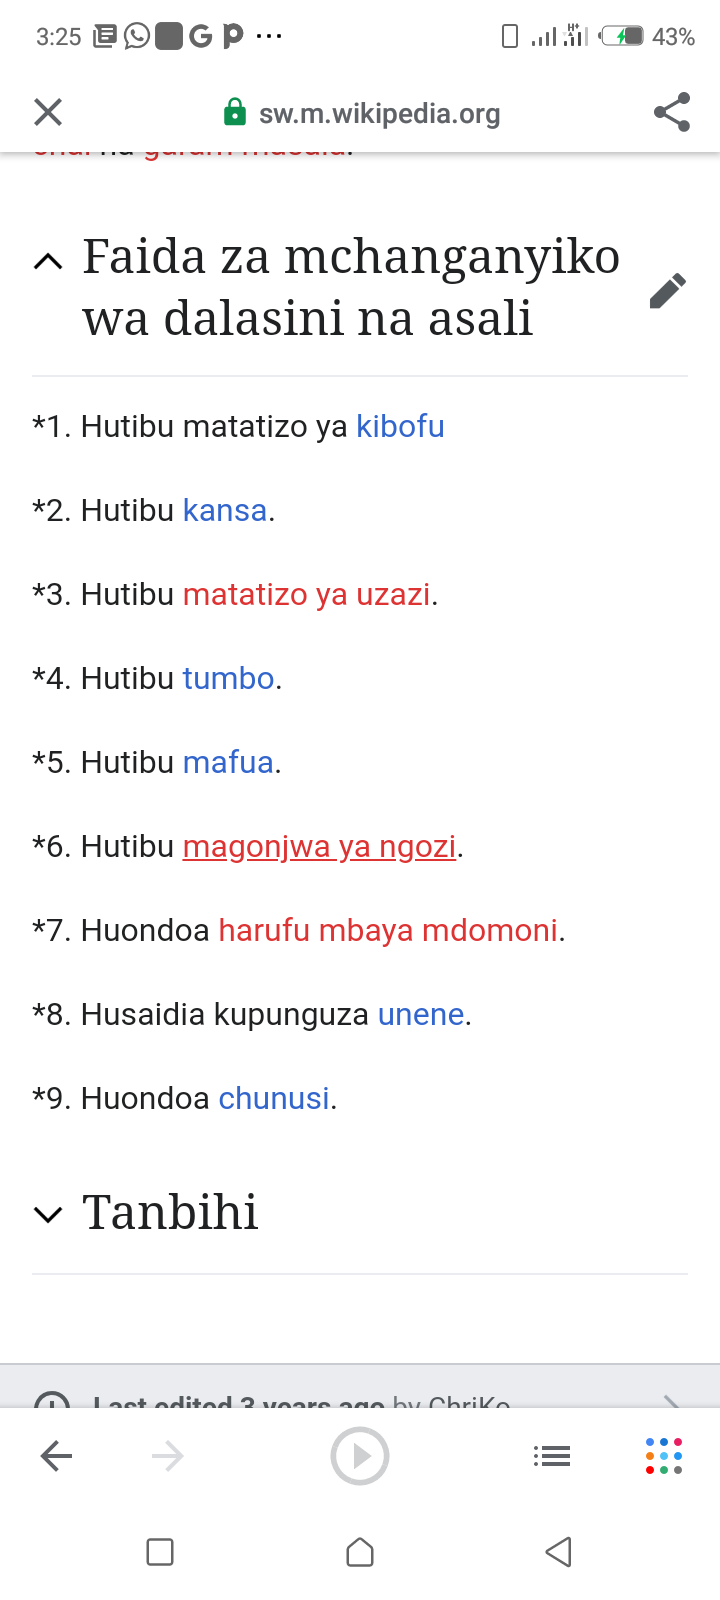 3:25
43%
sw.m.wikipedia.org
Faida za mchanganyiko
wa dalasini na asali
*1. Hutibu matatizo ya kibofu
*2. Hutibu kansa.
*3. Hutibu matatizo ya uzazi.
*4. Hutibu tumbo.
*5. Hutibu mafua.
*6. Hutibu magonjwa ya ngozi.
*7. Huondoa harufu mbaya mdomoni.
*8. Husaidia kupunguza unene.
*9. Huondoa chunusi.
Tanbihi
Last edited 3 years ago by ChriKo